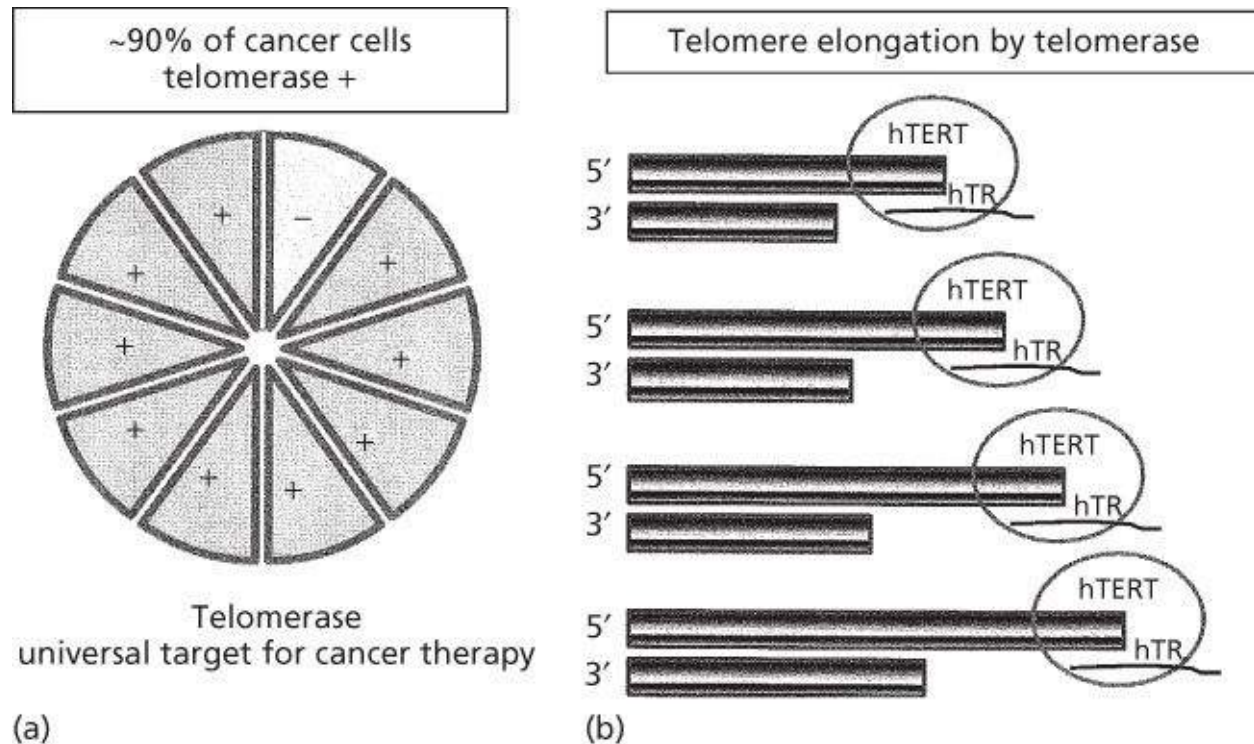 ~90% of cancer cells
telomerase +
+
−
+
+
+
+
+
+
+
+
Telomerase
universal target for cancer therapy
(a)
Telomere elongation by telomerase
hTERT
5′
hTR
3′
hTERT
5′
hTR
3′
hTERT
5′
hTR
3′
hTERT
5′
hTR
3′
(b)